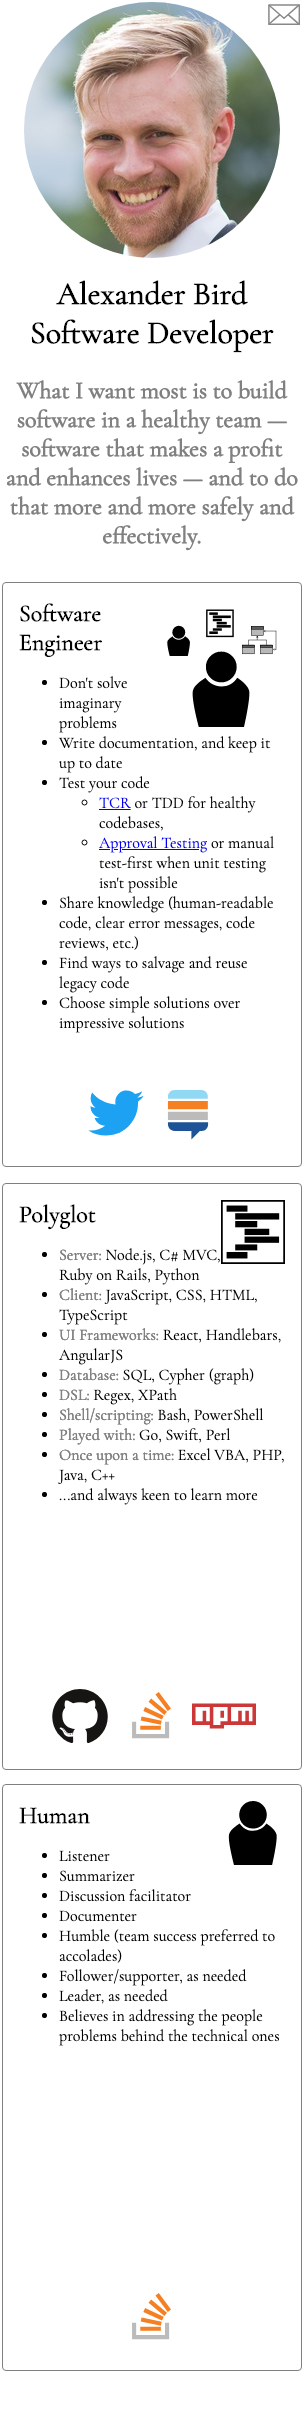 Alexander Bird
Software Developer
What I want most is to build
software in a healthy team —
software that makes a profit
and enhances lives — and to do
that more and more safely and
effectively.
Software
Engineer
Don't solve
imaginary
problems
Write documentation, and keep it
up to date
Test your code
TCR or TDD for healthy
codebases,
Approval Testing or manual
test-first when unit testing
isn't possible
Share knowledge (human-readable
code, clear error messages, code
reviews, etc.)
Find ways to salvage and reuse
legacy code
Choose simple solutions over
impressive solutions
Polyglot
Server: Node.js, C# MVC,
Ruby on Rails, Python
Client: JavaScript, CSS, HTML,
TypeScript
UI Frameworks: React, Handlebars,
AngularJS
Database: SQL, Cypher (graph)
DSL: Regex, XPath
Shell/scripting: Bash, PowerShell
Played with: Go, Swift, Perl
Once upon a time: Excel VBA, PHP,
Java, C++
...and always keen to learn more
npm
Human
Listener
Summarizer
Discussion facilitator
Documenter
Humble (team success preferred to
accolades)
Follower/supporter, as needed
Leader, as needed
Believes in addressing the people
problems behind the technical ones